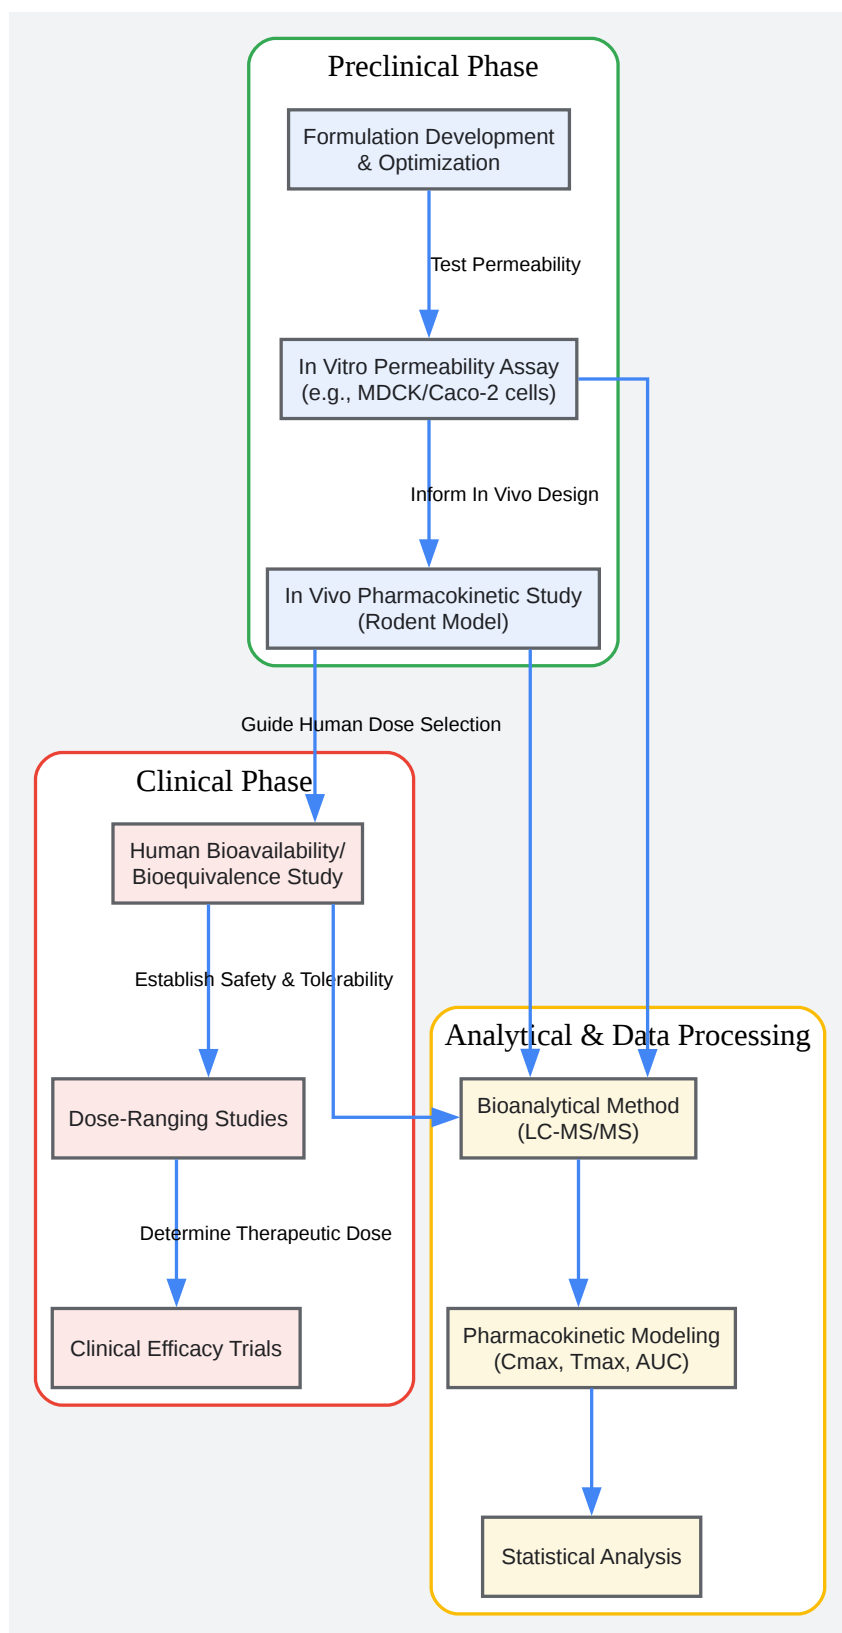 Preclinical Phase
Formulation Development
& Optimization
Test Permeability
In Vitro Permeability Assay
(e.g., MDCK/Caco-2 cells)
Inform In Vivo Design
In Vivo Pharmacokinetic Study
(Rodent Model)
Guide Human Dose Selection
Clinical Phase
Human Bioavailability/
Bioequivalence Study
Establish Safety & Tolerability
Dose-Ranging Studies
Determine Therapeutic Dose
Clinical Efficacy Trials
Analytical & Data Processing
Bioanalytical Method
(LC-MS/MS)
Pharmacokinetic Modeling
(Cmax, Tmax, AUC)
Statistical Analysis